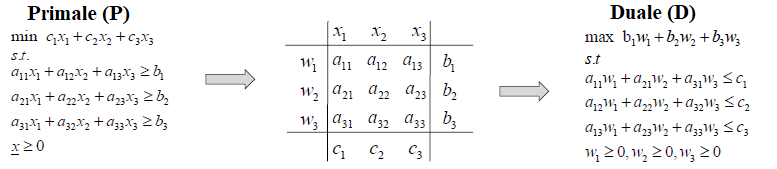 Primale (P)
min c₁x₁ + c₂x₂ + c₃x₃
s.t.
a₁₁x₁ + a₁₂x₂ + a₁₃x₃ ≥ b₁
a₂₁x₁ + a₂₂x₂ + a₂₃x₃ ≥ b₂
a₃₁x₁ + a₃₂x₂ + a₃₃x₃ ≥ b₃
x̲ ≥ 0
x₁ x₂ x₃
w₁ a₁₁ a₁₂ a₁₃ b₁
w₂ a₂₁ a₂₂ a₂₃ b₂
w₃ a₃₁ a₃₂ a₃₃ b₃
c₁ c₂ c₃
Duale (D)
max b₁w₁ + b₂w₂ + b₃w₃
s.t
a₁₁w₁ + a₂₁w₂ + a₃₁w₃ ≤ c₁
a₁₂w₁ + a₂₂w₂ + a₃₂w₃ ≤ c₂
a₁₃w₁ + a₂₃w₂ + a₃₃w₃ ≤ c₃
w₁ ≥ 0, w₂ ≥ 0, w₃ ≥ 0